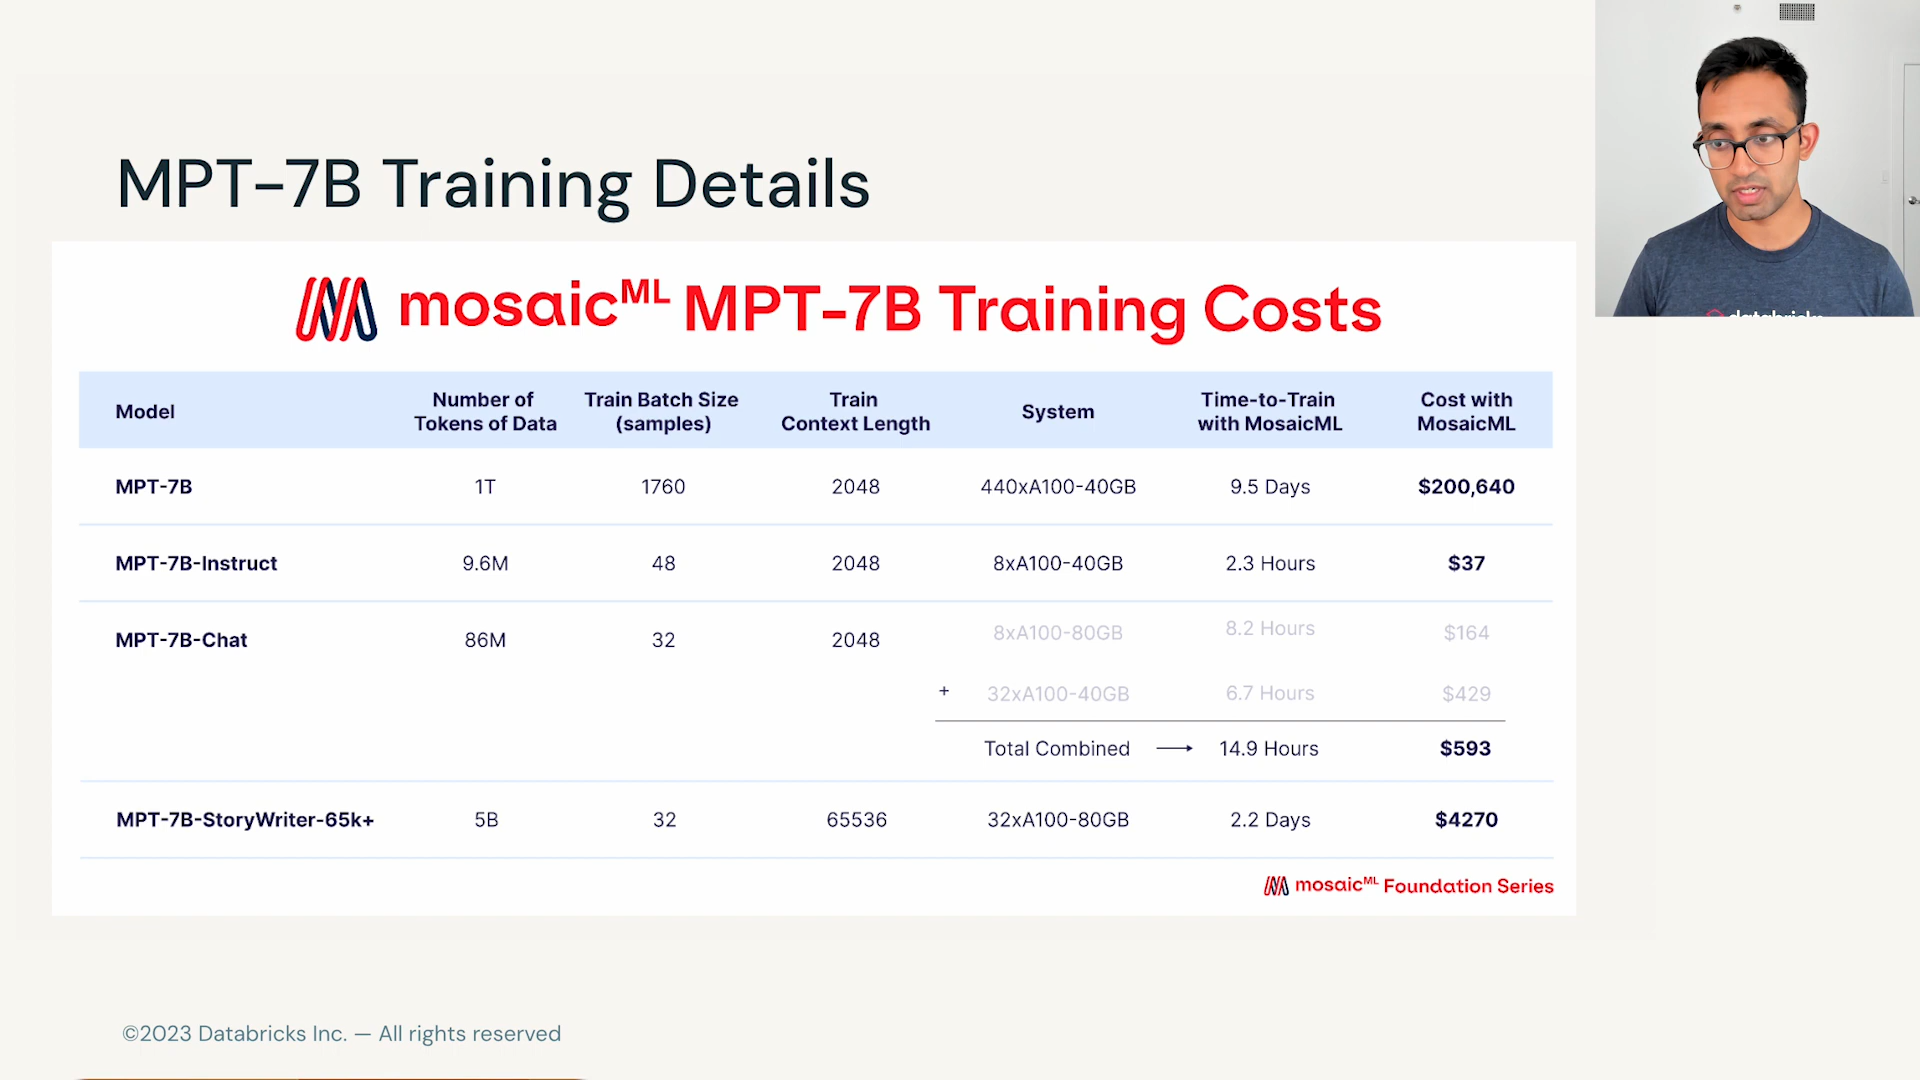 MPT-7B Training Details
mosaicML MPT-7B Training Costs
Model Number of Tokens of Data Train Batch Size (samples) Train Context Length System Time-to-Train with MosaicML Cost with MosaicML
MPT-7B 1T 1760 2048 440xA100-40GB 9.5 Days $200,640
MPT-7B-Instruct 9.6M 48 2048 8xA100-40GB 2.3 Hours $37
MPT-7B-Chat 86M 32 2048 8xA100-80GB 8.2 Hours $164
+ 32xA100-40GB 6.7 Hours $429
Total Combined → 14.9 Hours $593
MPT-7B-StoryWriter-65k+ 5B 32 65536 32xA100-80GB 2.2 Days $4270
mosaicML Foundation Series
©2023 Databricks Inc. — All rights reserved
databricks